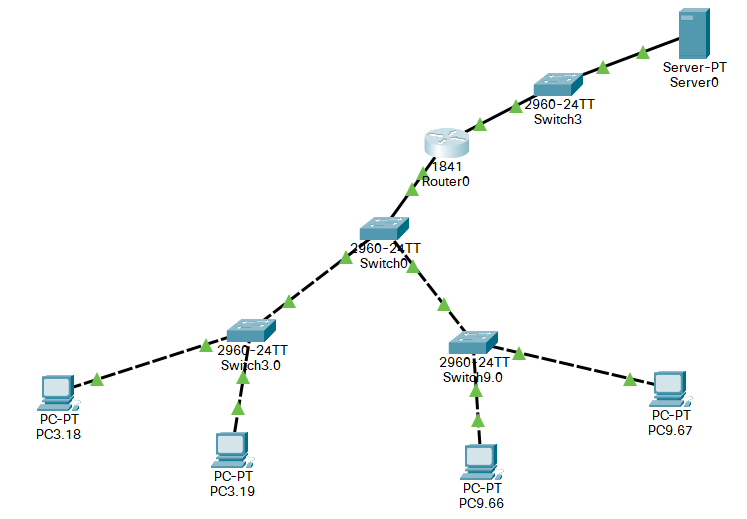 Server-PT
Server0
2960-24TT
Switch3
1841
Router0
2960-24TT
Switch0
2960-24TT
Switch3.0
2960-24TT
Switch9.0
PC-PT
PC3.18
PC-PT
PC3.19
PC-PT
PC9.66
PC-PT
PC9.67